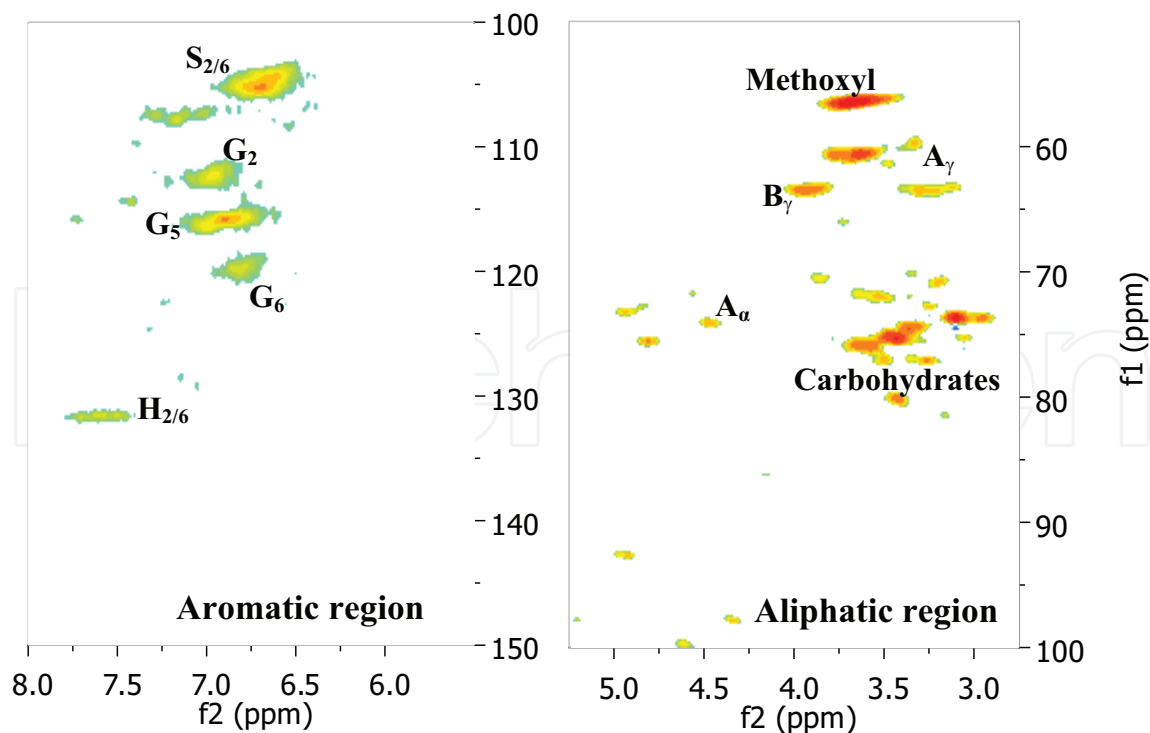 S2/6
G2
G5
G6
H2/6
Aromatic region
100
110
120
130
140
150
8.0 7.5 7.0 6.5 6.0
f2 (ppm)
Methoxyl
Aγ
Bγ
Aα
Carbohydrates
Aliphatic region
60
70
80
90
100
f1 (ppm)
5.0 4.5 4.0 3.5 3.0
f2 (ppm)